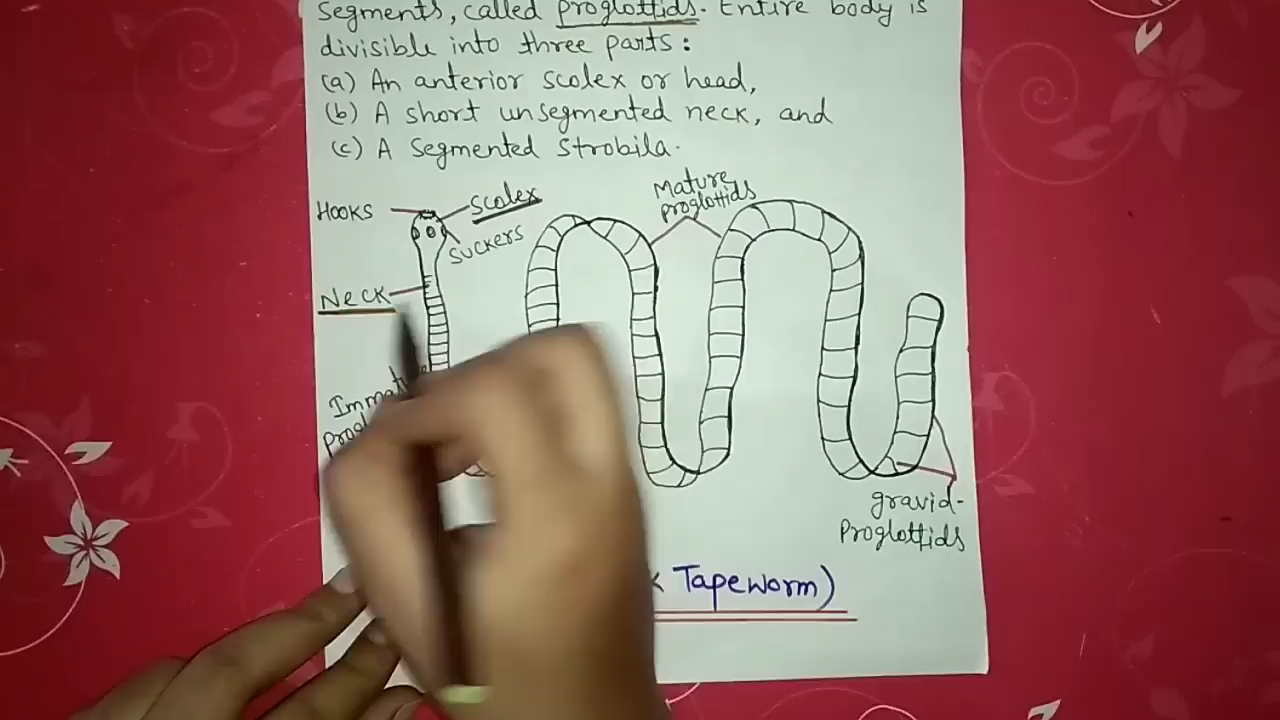 Segments, called proglottids. Entire body is
divisible into three parts:
(a) An anterior scolex or head,
(b) A short unsegmented neck, and
(c) A Segmented Strobila.
Mature
proglottids
HOOKS
Scolex
Suckers
Neck
gravid-
Proglottids
Tapeworm)